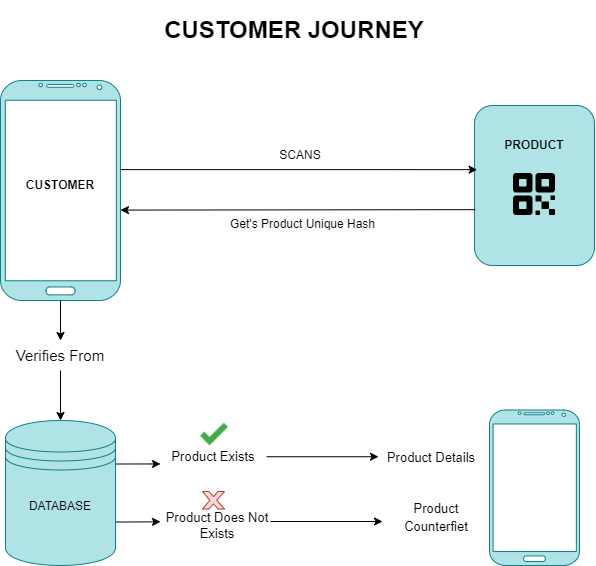 CUSTOMER JOURNEY
SCANS
PRODUCT
CUSTOMER
Get's Product Unique Hash
Verifies From
Product Exists
Product Details
DATABASE
Product Does Not
Exists
Product
Counterfiet